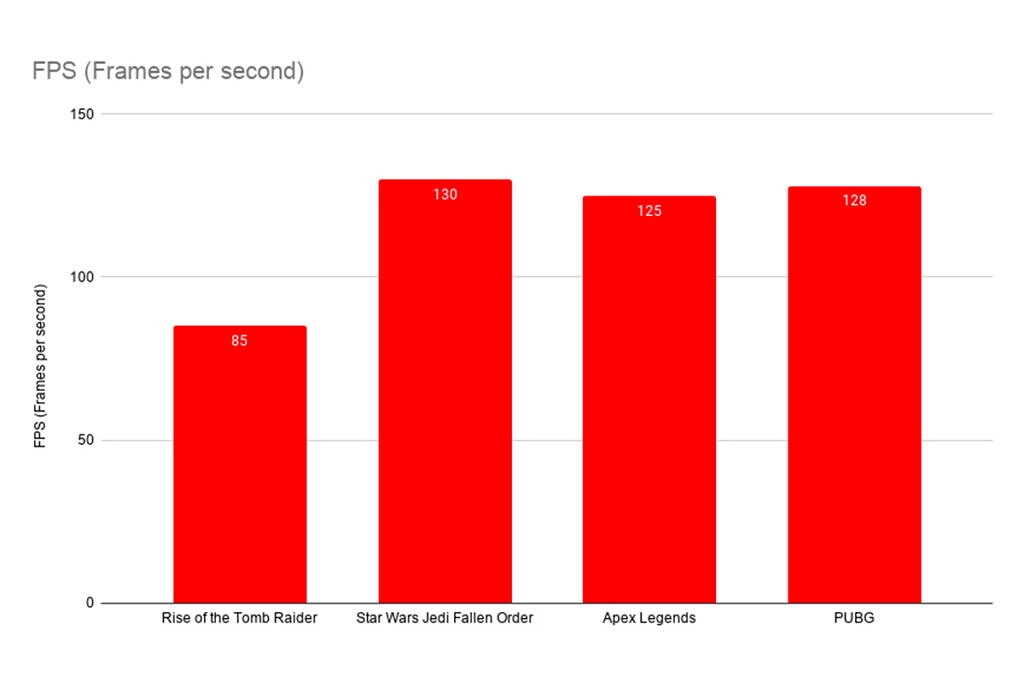 FPS (Frames per second)
150
100
50
0
FPS (Frames per second)
85
130
125
128
Rise of the Tomb Raider
Star Wars Jedi Fallen Order
Apex Legends
PUBG